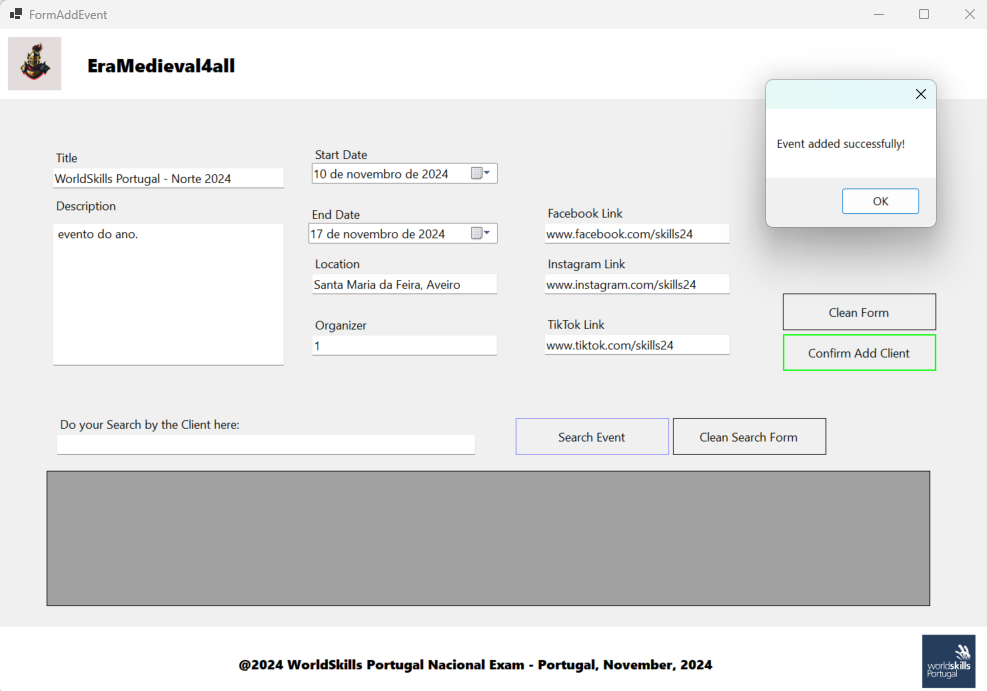 FormAddEvent
EraMedieval4all
Event added successfully!
OK
Title
WorldSkills Portugal - Norte 2024
Description
evento do ano.
Start Date
10 de novembro de 2024
End Date
17 de novembro de 2024
Location
Santa Maria da Feira, Aveiro
Organizer
1
Facebook Link
www.facebook.com/skills24
Instagram Link
www.instagram.com/skills24
TikTok Link
www.tiktok.com/skills24
Clean Form
Confirm Add Client
Do your Search by the Client here:
Search Event
Clean Search Form
@2024 WorldSkills Portugal Nacional Exam - Portugal, November, 2024
worldskills
Portugal